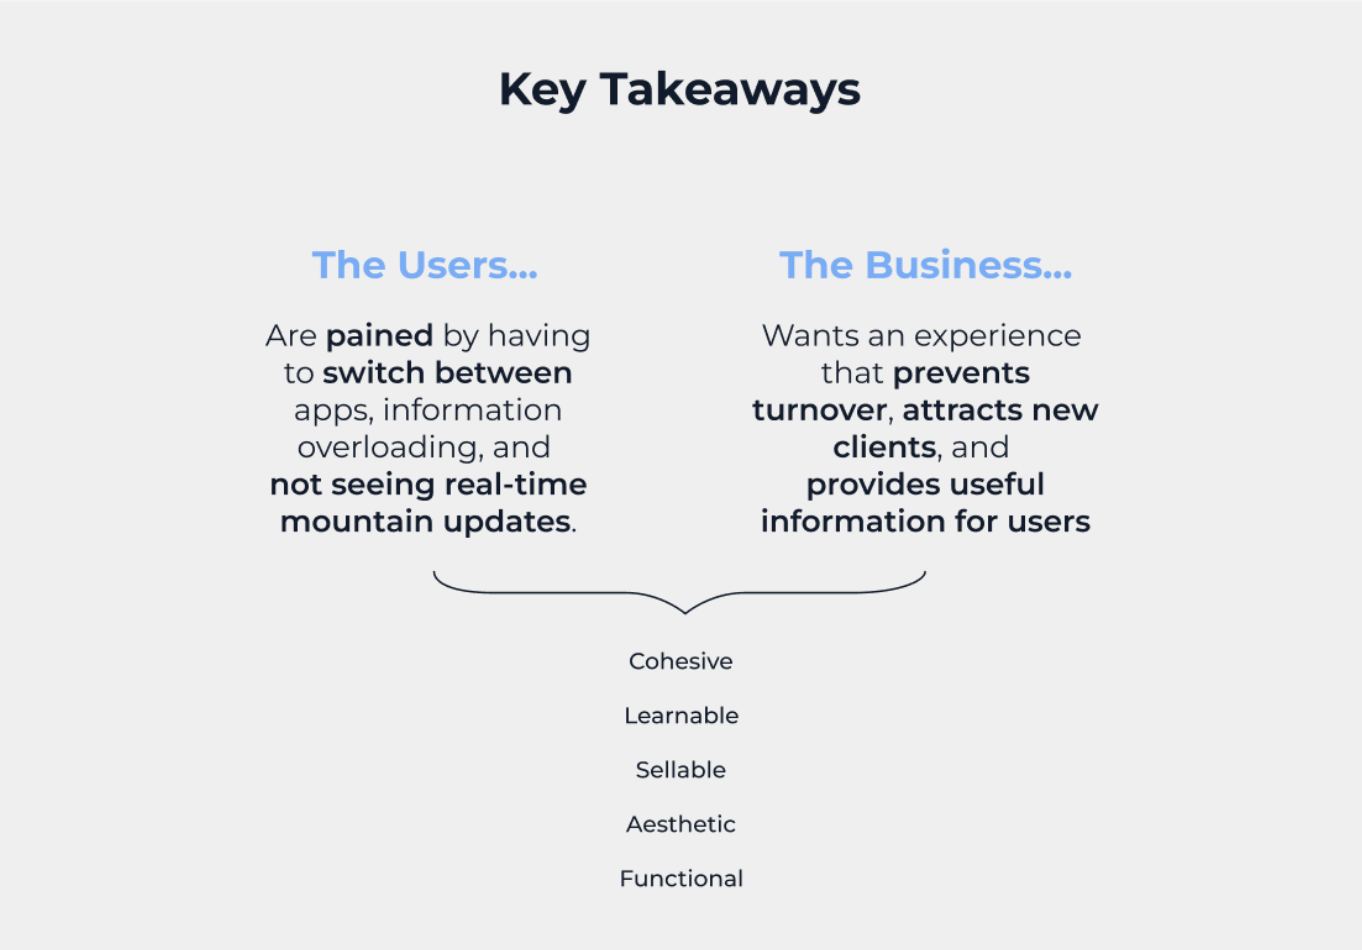 Key Takeaways
The Users...
Are pained by having
to switch between
apps, information
overloading, and
not seeing real-time
mountain updates.
The Business...
Wants an experience
that prevents
turnover, attracts new
clients, and
provides useful
information for users
Cohesive
Learnable
Sellable
Aesthetic
Functional